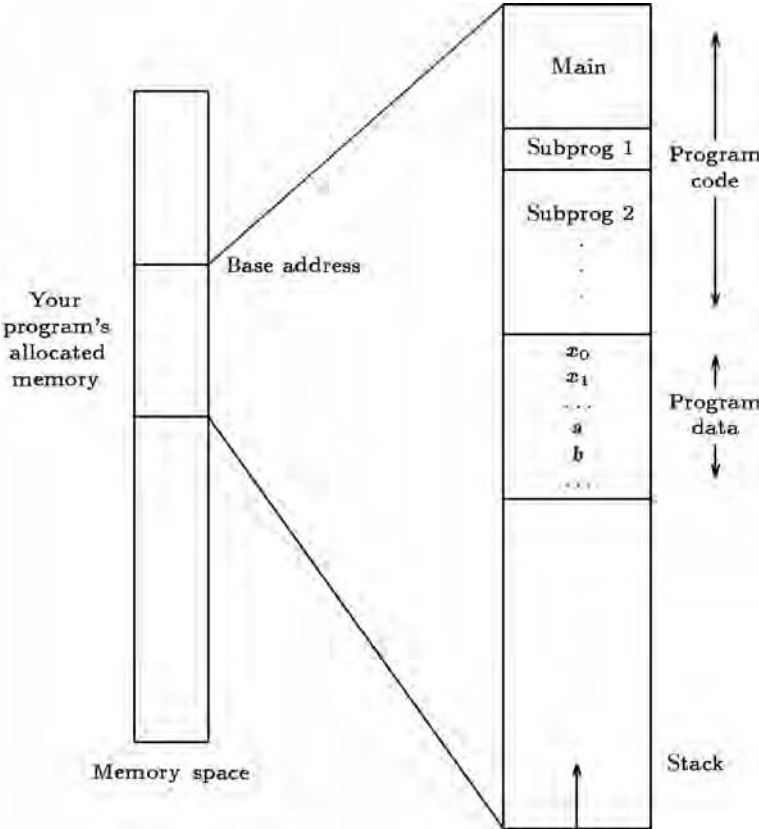 Main
Subprog 1
Subprog 2
.
.
.
Program
code
Base address
Your
program's
allocated
memory
x₀
x₁
...
a
b
...
Program
data
Stack
Memory space